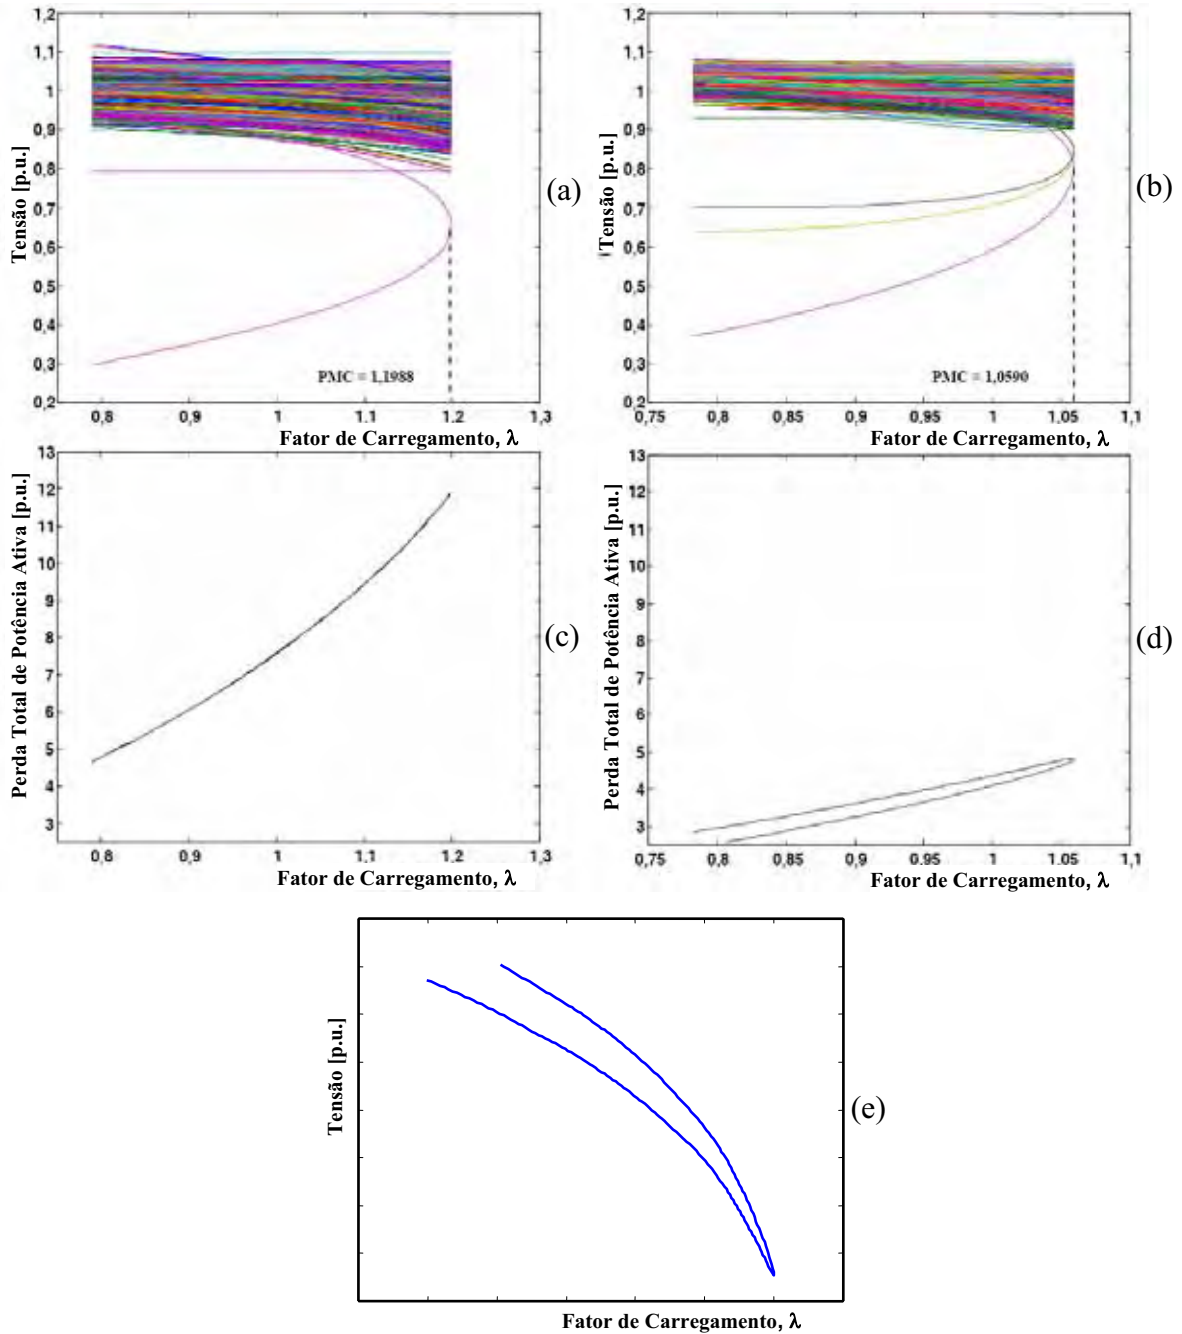 1,2
1,1
1
0,9
0,8
0,7
0,6
0,5
0,4
0,3
0,2
Tensão [p.u.]
PMC = 1,1988
0,8 0,9 1 1.1 1.2 1,3
Fator de Carregamento, λ
(a)
1,2
1,1
1
0,9
0,8
0,7
0,6
0,5
0,4
0,3
0,2
Tensão [p.u.]
PMC = 1,0590
0,75 0,8 0,85 0,9 0,95 1 1.05 1,1
Fator de Carregamento, λ
(b)
13
12
11
10
9
8
7
6
5
4
3
Perda Total de Potência Ativa [p.u.]
0,8 0,9 1 1.1 1.2 1,3
Fator de Carregamento, λ
(c)
13
12
11
10
9
8
7
6
5
4
3
Perda Total de Potência Ativa [p.u.]
0,75 0,8 0,85 0,9 0,95 1 1.05 1,1
Fator de Carregamento, λ
(d)
Tensão [p.u.]
Fator de Carregamento, λ
(e)